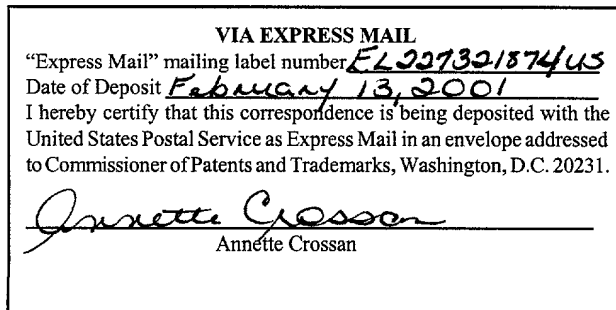 VIA EXPRESS MAIL
“Express Mail” mailing label number EL227321874US
Date of Deposit February 13, 2001
I hereby certify that this correspondence is being deposited with the
United States Postal Service as Express Mail in an envelope addressed
to Commissioner of Patents and Trademarks, Washington, D.C. 20231.
Annette Crossan
Annette Crossan